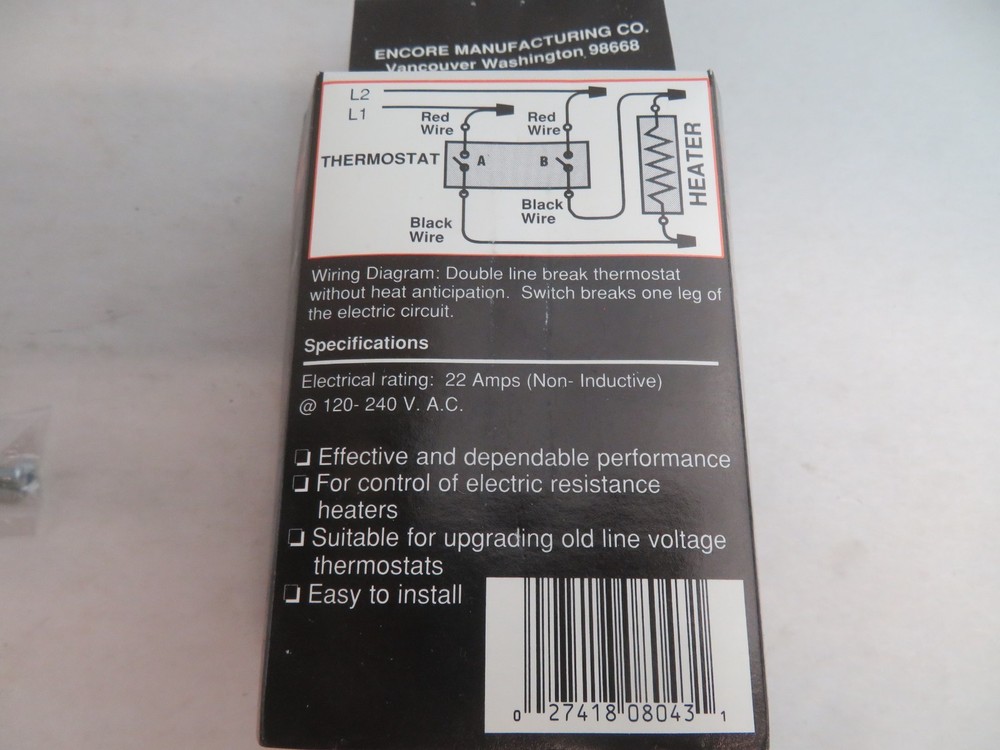 ENCORE MANUFACTURING CO.
Vancouver Washington 98668
L2
L1
Red
Wire
Red
Wire
THERMOSTAT
A
B
HEATER
Black
Wire
Black
Wire
Wiring Diagram: Double line break thermostat
without heat anticipation. Switch breaks one leg of
the electric circuit.
Specifications
Electrical rating: 22 Amps (Non- Inductive)
@ 120- 240 V. A.C.
❏ Effective and dependable performance
❏ For control of electric resistance
heaters
❏ Suitable for upgrading old line voltage
thermostats
❏ Easy to install
0 27418 08043 1